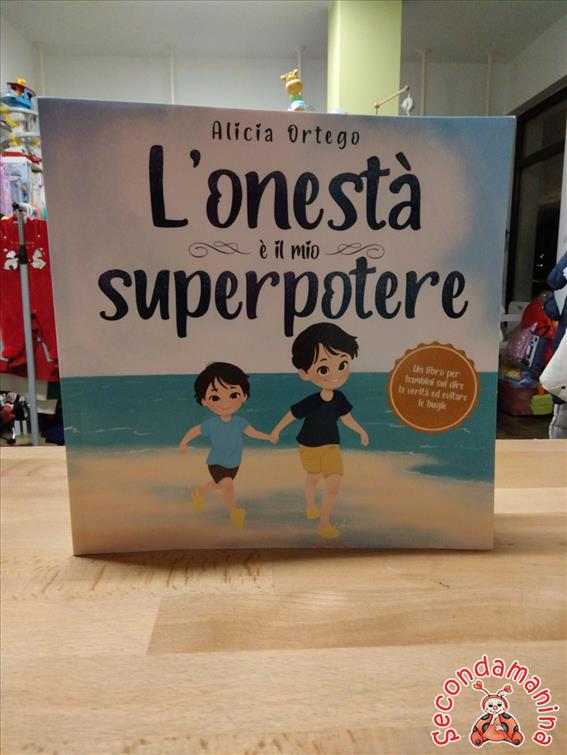 Alicia Ortego
L'onestà
è il mio
superpotere
Un libro per
bambini sul dire
la verità ed evitare
le bugie
Secondamanina